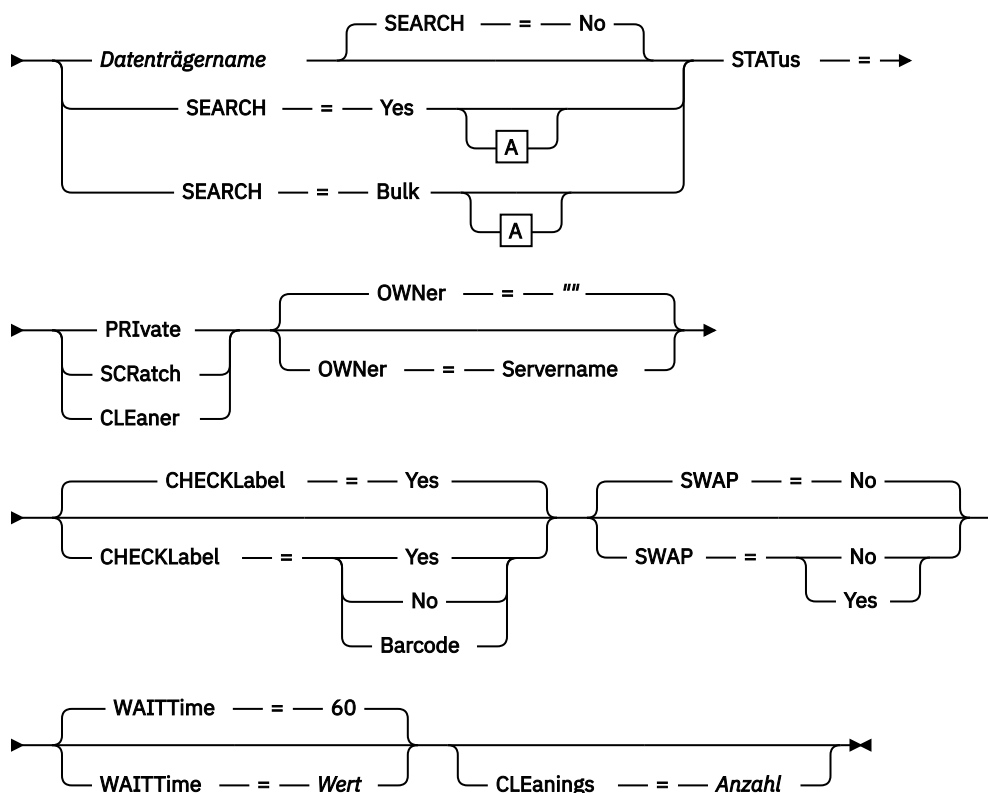 SEARCH = No
Datenträgername STATus =
SEARCH = Yes
A
SEARCH = Bulk
A
OWNer = ""
PRIvate
OWNer = Servername
SCRatch
CLEaner
CHECKLabel = Yes SWAP = No
CHECKLabel = Yes SWAP = No
No Yes
Barcode
WAITTime = 60
WAITTime = Wert CLEanings = Anzahl